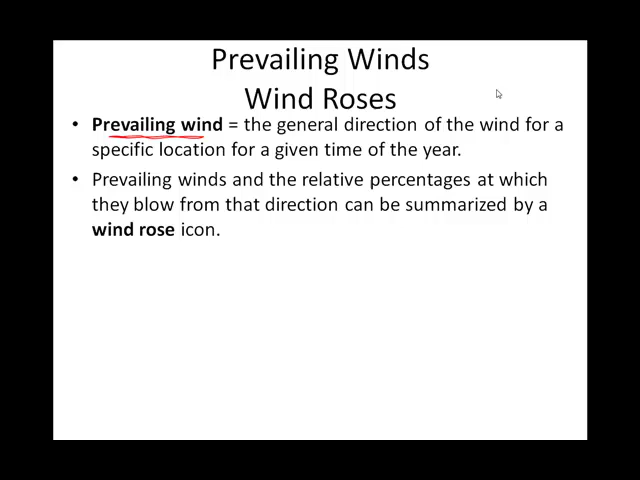 Prevailing Winds
Wind Roses
• Prevailing wind = the general direction of the wind for a
specific location for a given time of the year.
• Prevailing winds and the relative percentages at which
they blow from that direction can be summarized by a
wind rose icon.